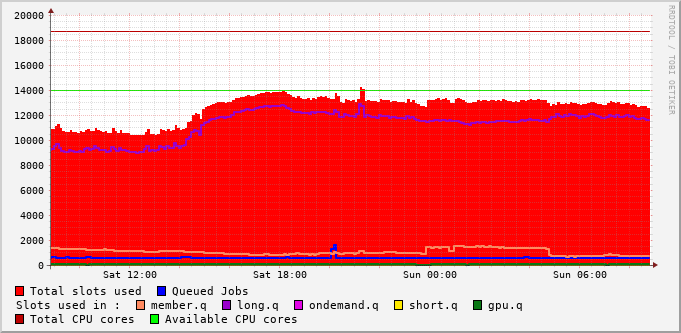 RRDTOOL / TOBI OETIKER
20000
18000
16000
14000
12000
10000
8000
6000
4000
2000
0
Sat 12:00 Sat 18:00 Sun 00:00 Sun 06:00
Total slots used Queued Jobs
Slots used in : member.q long.q ondemand.q short.q gpu.q
Total CPU cores Available CPU cores